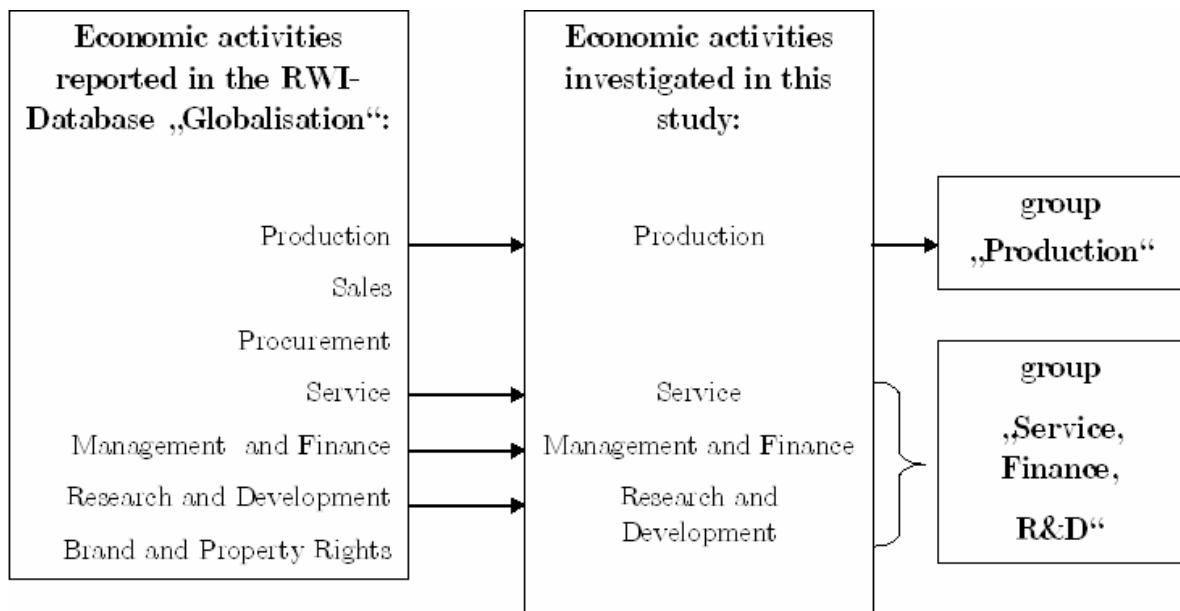 Economic activities
reported in the RWI-
Database „Globalisation“:
Production
Sales
Procurement
Service
Management and Finance
Research and Development
Brand and Property Rights
Economic activities
investigated in this
study:
Production
Service
Management and Finance
Research and
Development
group
„Production“
group
„Service,
Finance,
R&D“